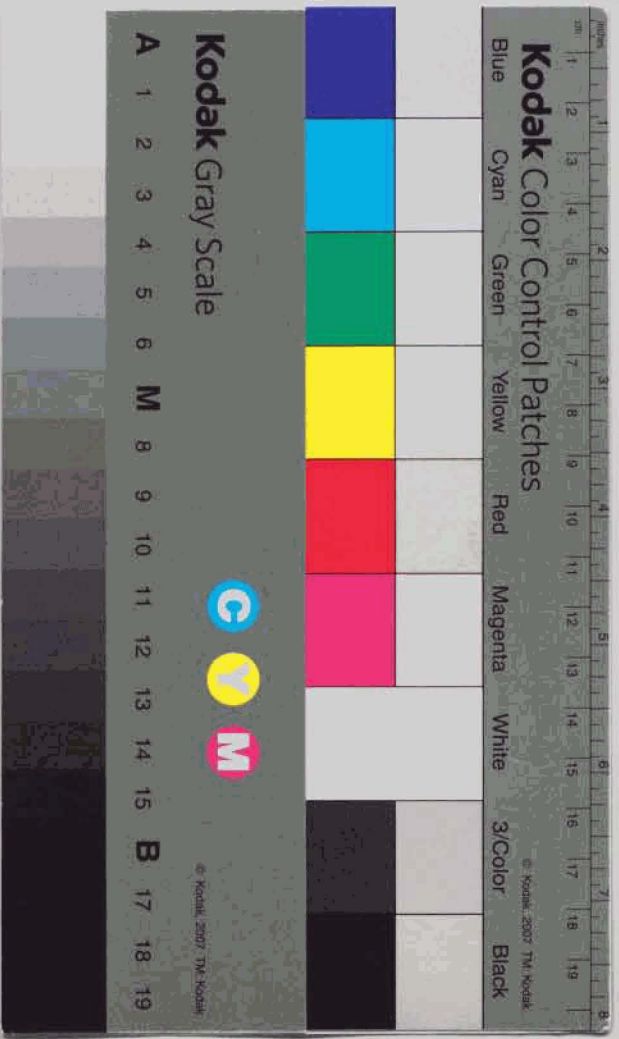 Kodak Color Control Patches
inches 1 2 3 4 5 6 7 8
cm 1 2 3 4 5 6 7 8 9 10 11 12 13 14 15 16 17 18 19
© Kodak, 2007 TM: Kodak
Blue Cyan Green Yellow Red Magenta White 3/Color Black
Kodak Gray Scale
C Y M
© Kodak, 2007 TM: Kodak
A 1 2 3 4 5 6 M 8 9 10 11 12 13 14 15 B 17 18 19